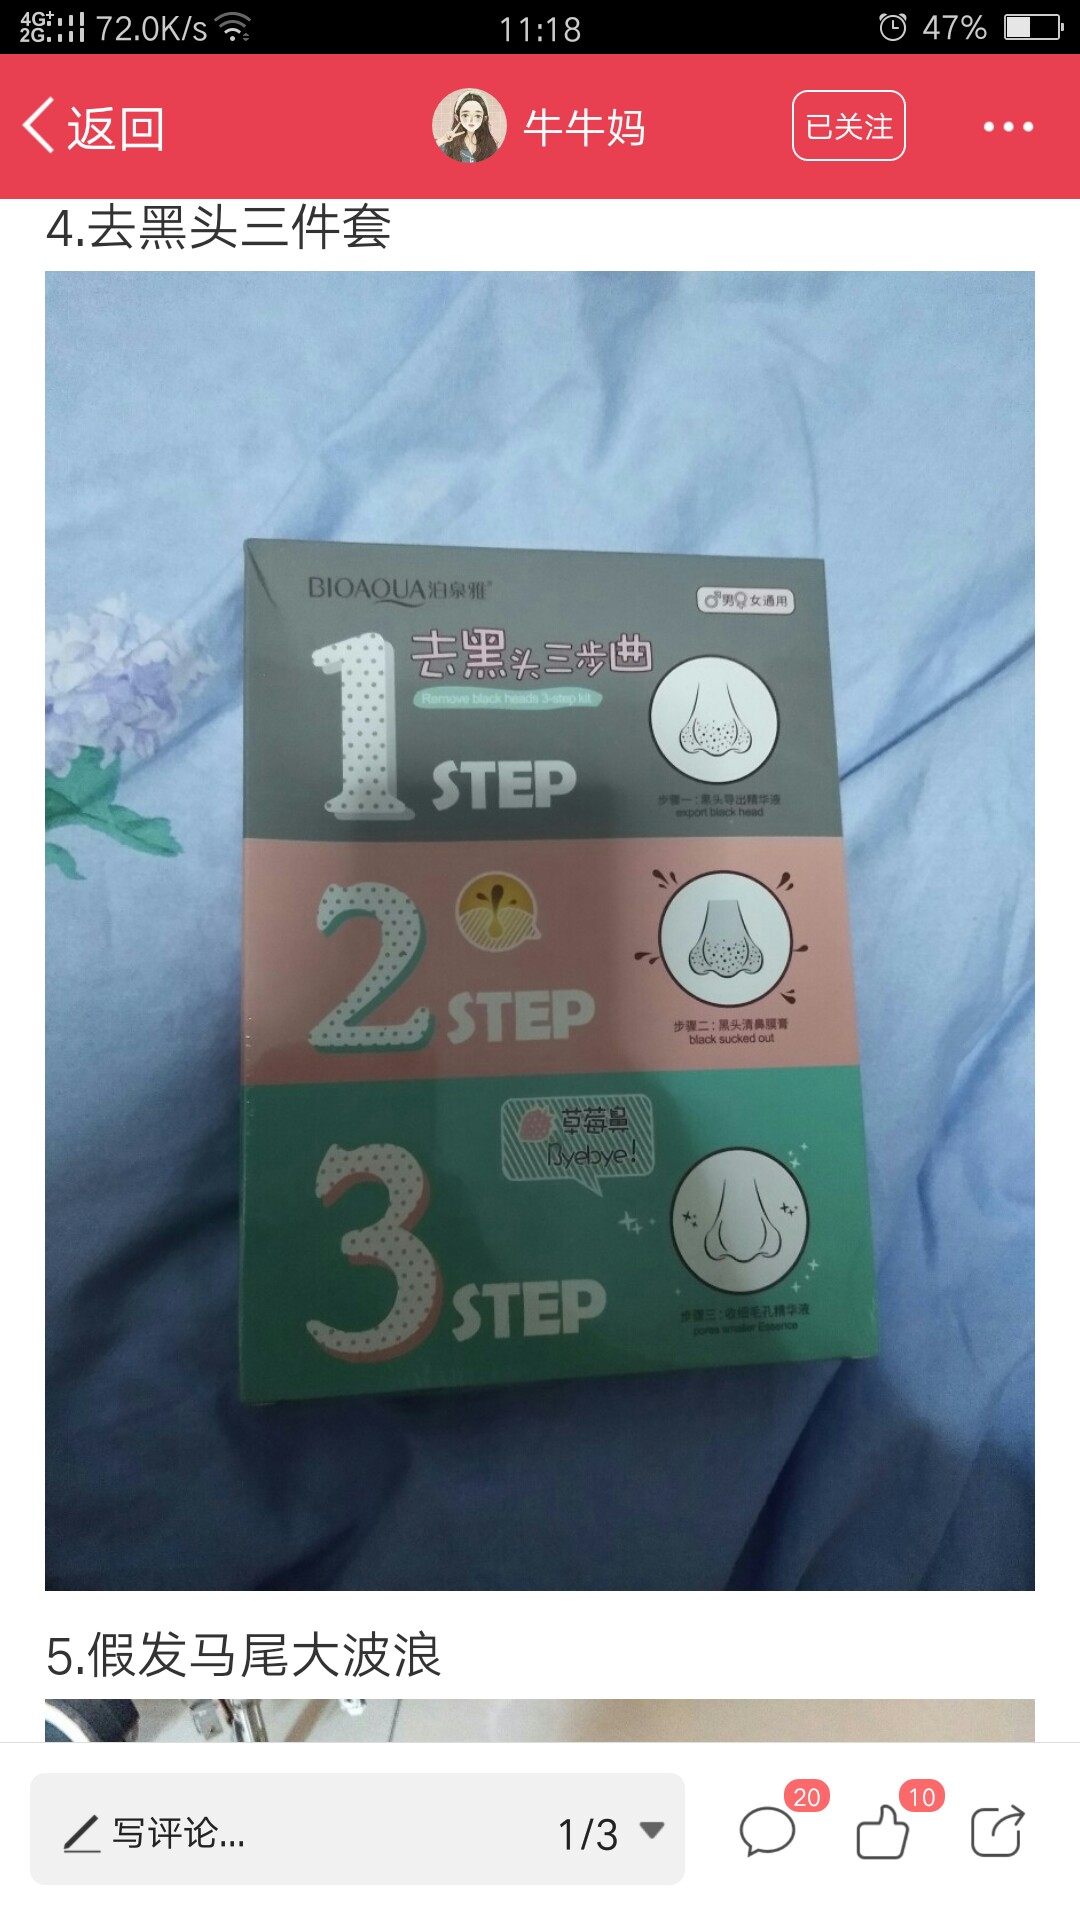 4G+ 2G 72.0K/s 11:18 47%
返回 牛牛妈 已关注
4.去黑头三件套
BIOAQUA泊泉雅®
男女通用
1 去黑头三步曲
Remove black heads 3-step kit
STEP
步骤一：黑头导出精华液
export black head
2
STEP
步骤二：黑头清鼻膜膏
black sucked out
草莓鼻
Byebye!
3
STEP
步骤三：收细毛孔精华液
pores smaller Essence
5.假发马尾大波浪
写评论... 1/3 20 10